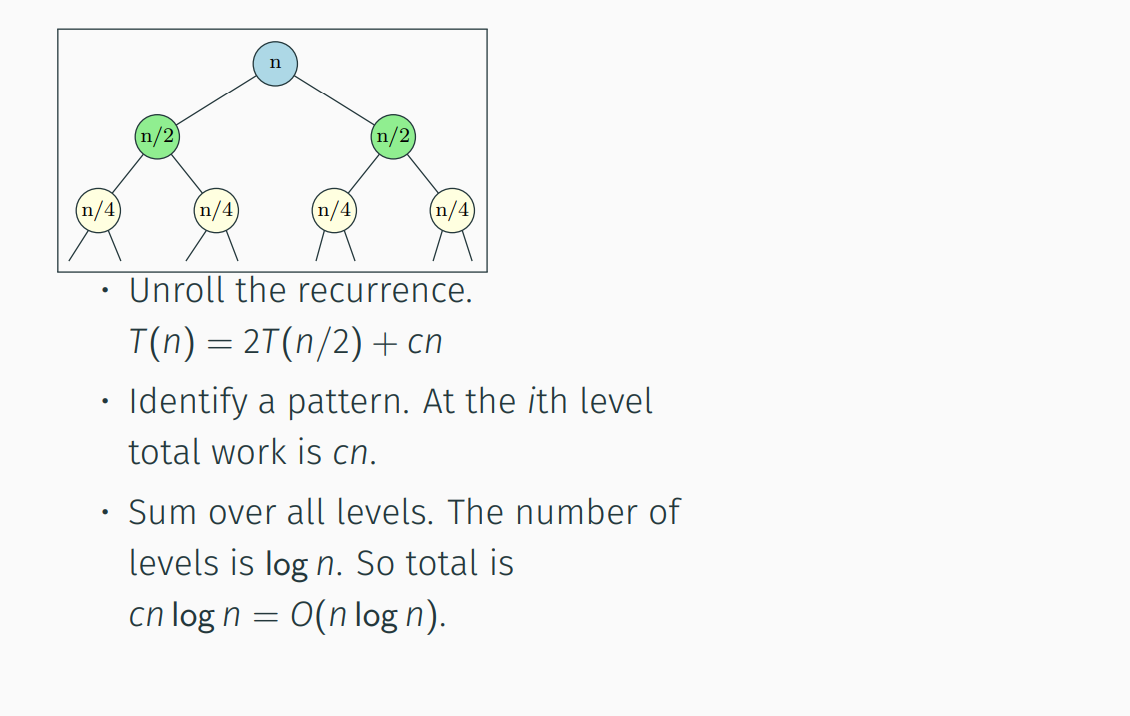 n
n/2 n/2
n/4 n/4 n/4 n/4
• Unroll the recurrence.
T(n) = 2T(n/2) + cn
• Identify a pattern. At the ith level
total work is cn.
• Sum over all levels. The number of
levels is log n. So total is
cn log n = O(n log n).